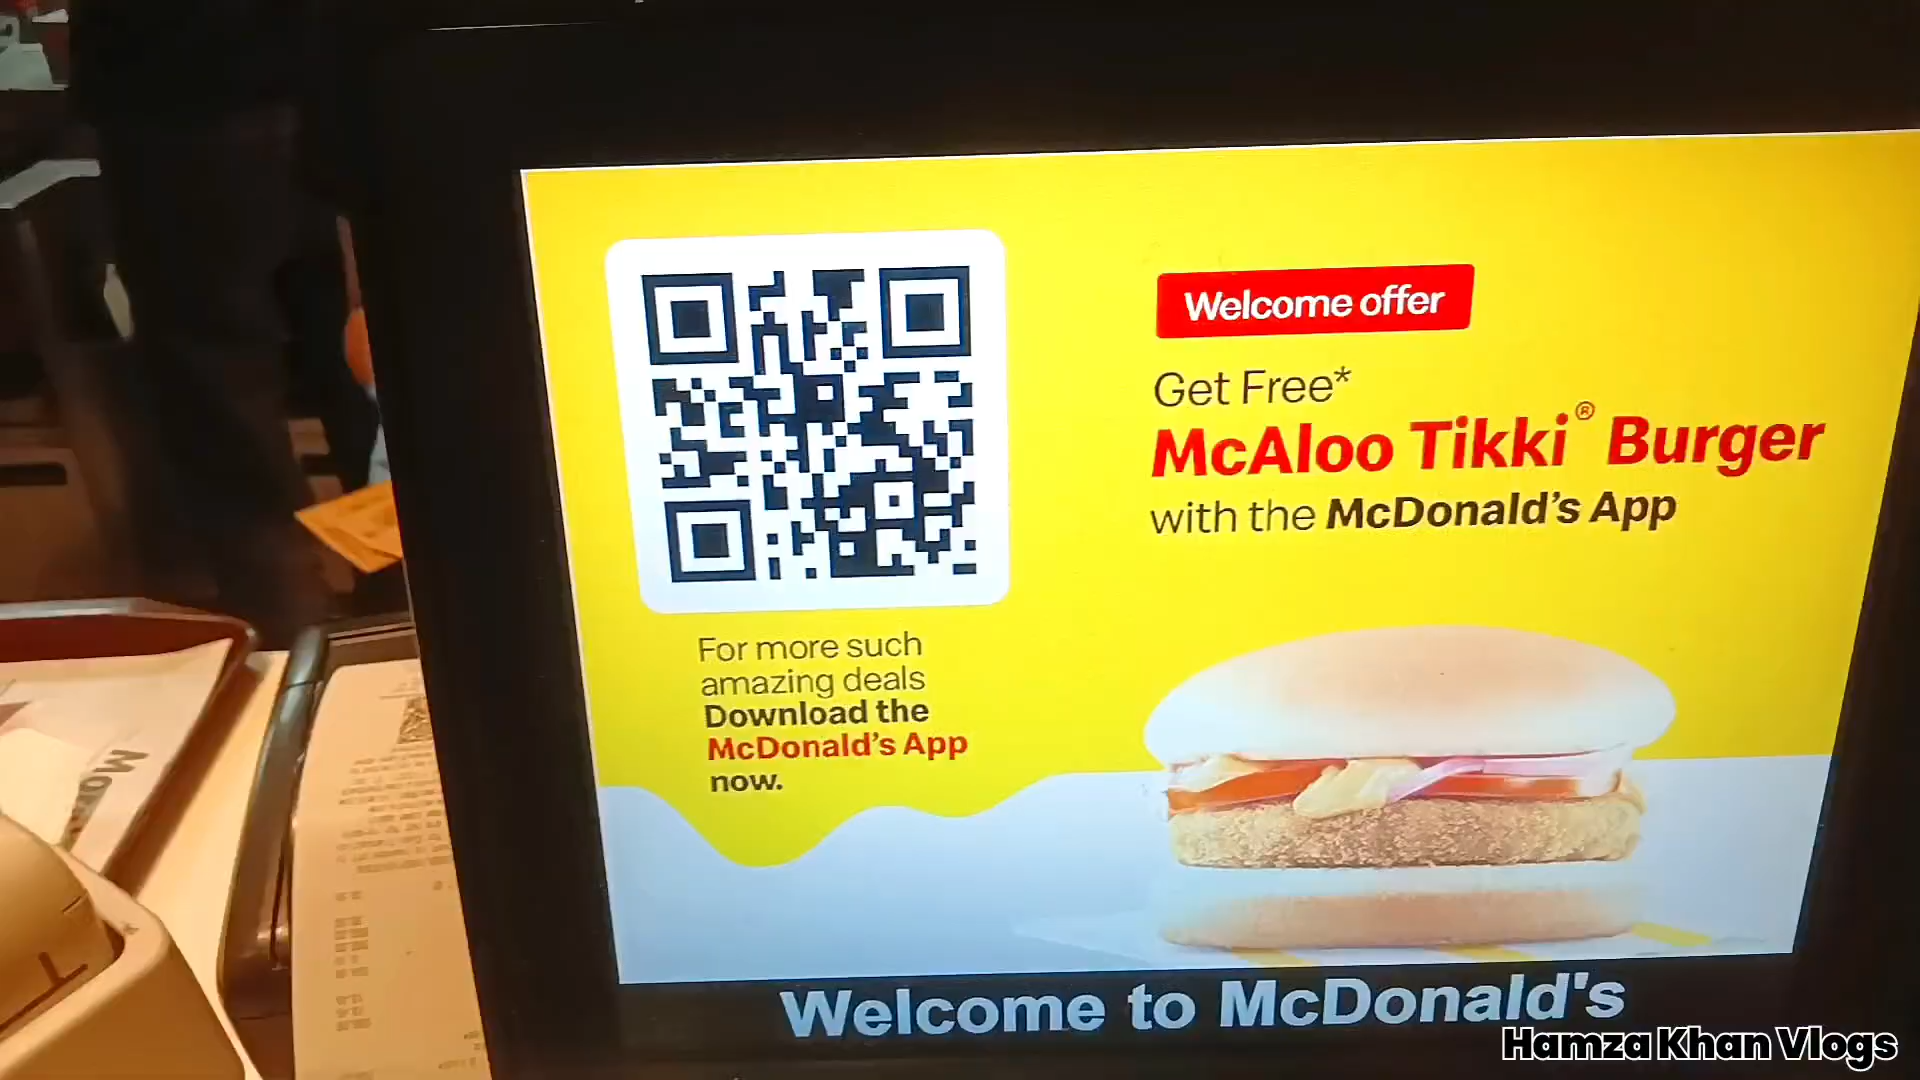 Welcome offer
Get Free*
McAloo Tikki® Burger
with the McDonald's App
For more such
amazing deals
Download the
McDonald's App
now.
Welcome to McDonald's
Hamza Khan Vlogs